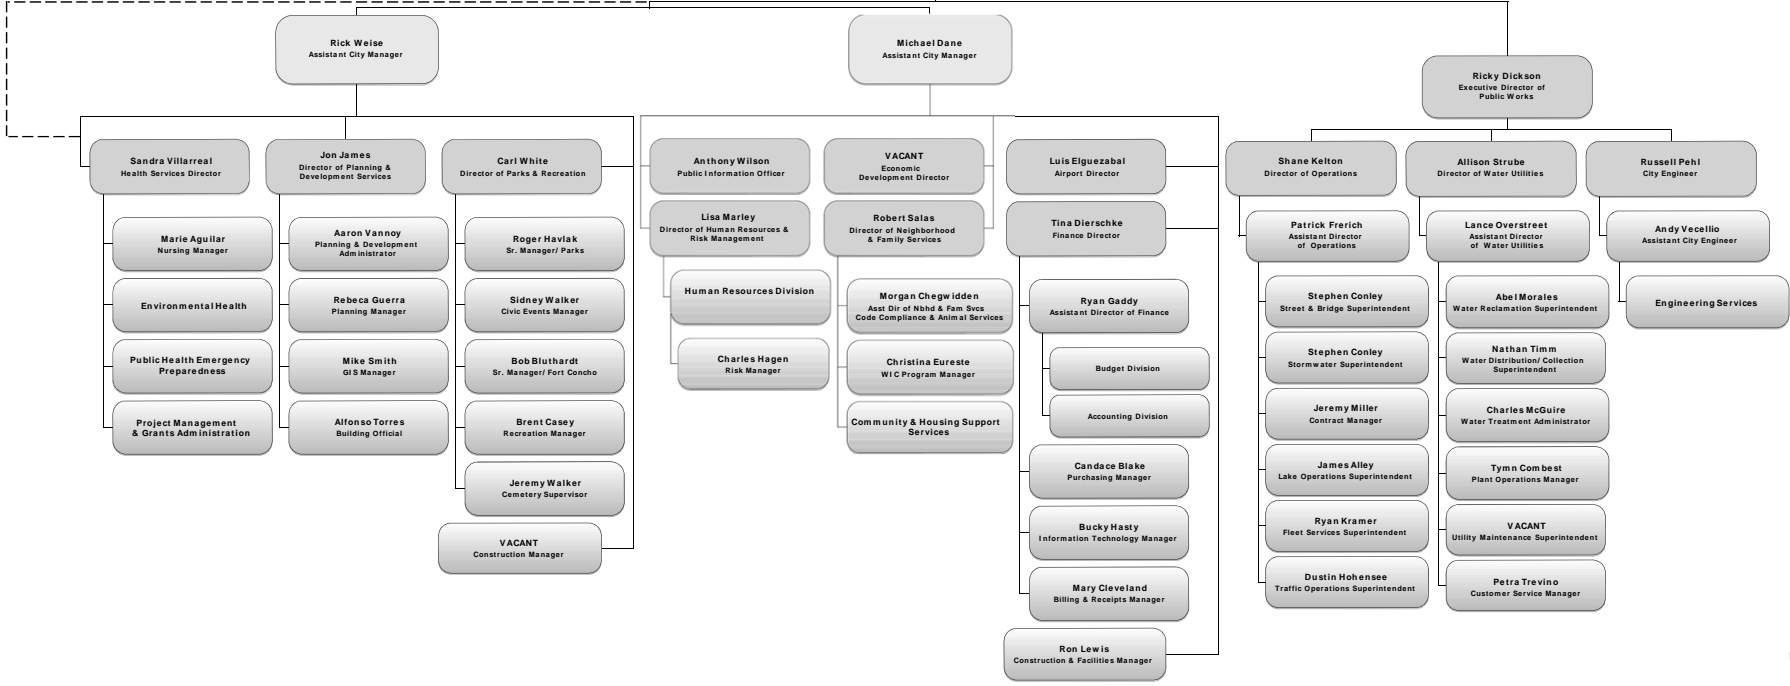 Rick Weise
Assistant City Manager
Michael Dane
Assistant City Manager
Ricky Dickson
Executive Director of
Public Works
Sandra Villarreal
Health Services Director
Jon James
Director of Planning &
Development Services
Carl White
Director of Parks & Recreation
Anthony Wilson
Public Information Officer
VACANT
Economic
Development Director
Luis Elguezabal
Airport Director
Shane Kelton
Director of Operations
Allison Strube
Director of Water Utilities
Russell Pehl
City Engineer
Lisa Marley
Director of Human Resources &
Risk Management
Robert Salas
Director of Neighborhood
& Family Services
Tina Dierschke
Finance Director
Marie Aguilar
Nursing Manager
Environmental Health
Public Health Emergency
Preparedness
Project Management
& Grants Administration
Aaron Vannoy
Planning & Development
Administrator
Rebeca Guerra
Planning Manager
Mike Smith
GIS Manager
Alfonso Torres
Building Official
Roger Havlak
Sr. Manager/ Parks
Sidney Walker
Civic Events Manager
Bob Bluthardt
Sr. Manager/ Fort Concho
Brent Casey
Recreation Manager
Jeremy Walker
Cemetery Supervisor
VACANT
Construction Manager
Human Resources Division
Charles Hagen
Risk Manager
Morgan Chegwidden
Asst Dir of Nbhd & Fam Svcs
Code Compliance & Animal Services
Christina Eureste
WIC Program Manager
Community & Housing Support
Services
Ryan Gaddy
Assistant Director of Finance
Budget Division
Accounting Division
Candace Blake
Purchasing Manager
Bucky Hasty
Information Technology Manager
Mary Cleveland
Billing & Receipts Manager
Ron Lewis
Construction & Facilities Manager
Patrick Frerich
Assistant Director
of Operations
Stephen Conley
Street & Bridge Superintendent
Stephen Conley
Stormwater Superintendent
Jeremy Miller
Contract Manager
James Alley
Lake Operations Superintendent
Ryan Kramer
Fleet Services Superintendent
Dustin Hohensee
Traffic Operations Superintendent
Lance Overstreet
Assistant Director
of Water Utilities
Abel Morales
Water Reclamation Superintendent
Nathan Timm
Water Distribution/ Collection
Superintendent
Charles McGuire
Water Treatment Administrator
Tymn Combest
Plant Operations Manager
VACANT
Utility Maintenance Superintendent
Petra Trevino
Customer Service Manager
Andy Vecellio
Assistant City Engineer
Engineering Services